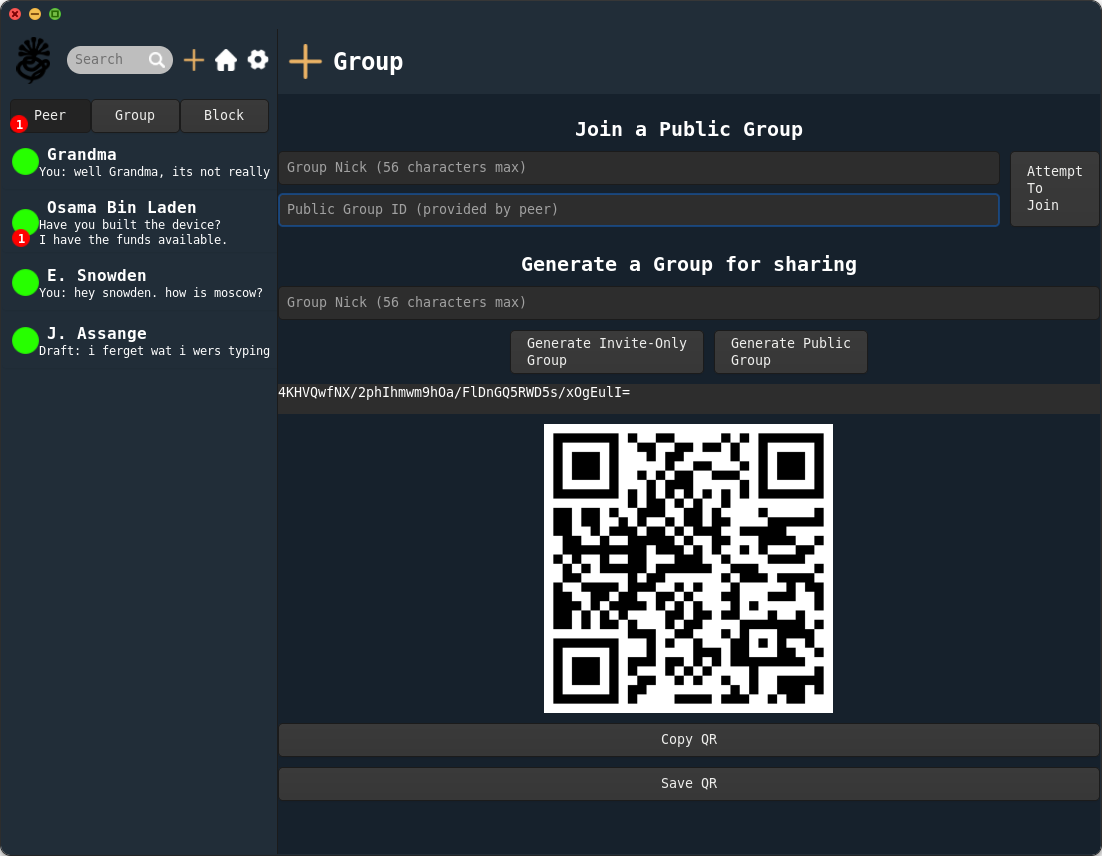 Search
Group
Peer
Group
Block
1
Grandma
You: well Grandma, its not really
Osama Bin Laden
Have you built the device?
1
I have the funds available.
E. Snowden
You: hey snowden. how is moscow?
J. Assange
Draft: i ferget wat i wers typing
Join a Public Group
Group Nick (56 characters max)
Public Group ID (provided by peer)
Attempt
To
Join
Generate a Group for sharing
Group Nick (56 characters max)
Generate Invite-Only
Group
Generate Public
Group
4KHVQwfNX/2phIhmwm9hOa/FlDnGQ5RWD5s/xOgEulI=
Copy QR
Save QR